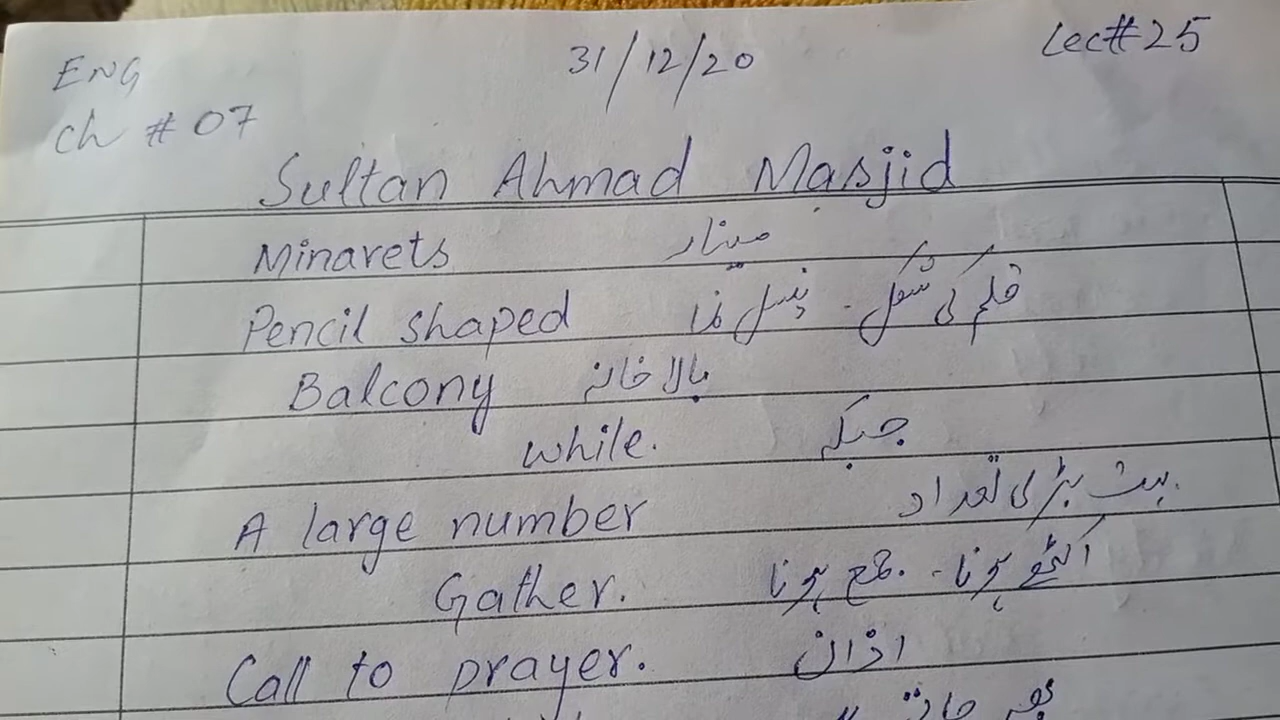 ENG 31/12/20 Lec#25
Ch # 07
Sultan Ahmad Masjid
Minarets مینار
Pencil shaped قلم کی شکل - پنسل نما
Balcony بالا خانہ
while. جبکہ
A large number بہت بڑی تعداد
Gather. اکٹھے ہونا - جمع ہونا
Call to prayer. اذان